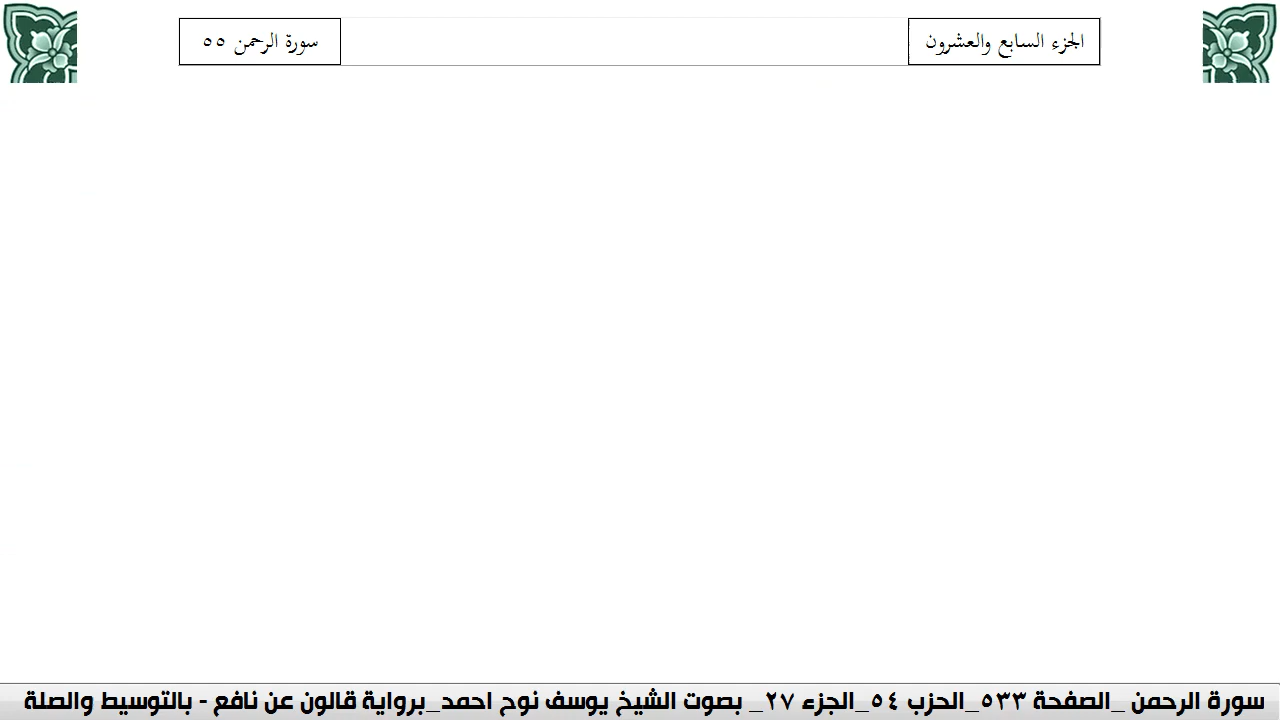 الجزء السابع والعشرون
سورة الرحمن ٥٥
سورة الرحمن _الصفحة ٥٣٣_الحزب ٥٤_الجزء ٢٧_ بصوت الشيخ يوسف نوح احمد_برواية قالون عن نافع - بالتوسيط والصلة